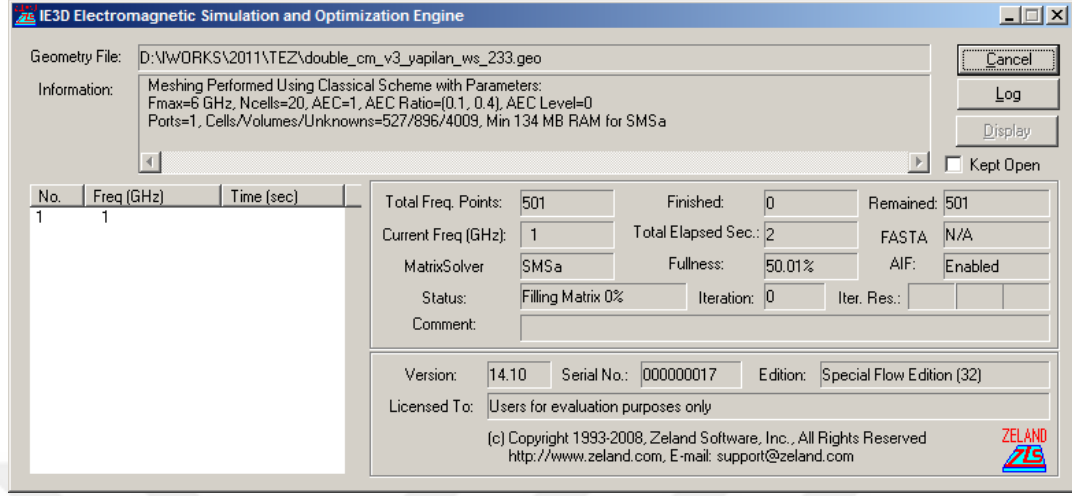 IE3D Electromagnetic Simulation and Optimization Engine
Geometry File: D:\IWORKS\2011\TEZ\double_cm_v3_yapilan_ws_233.geo
Cancel
Information: Meshing Performed Using Classical Scheme with Parameters:
Fmax=6 GHz, Ncells=20, AEC=1, AEC Ratio=(0.1, 0.4), AEC Level=0
Ports=1, Cells/Volumes/Unknowns=527/896/4009, Min 134 MB RAM for SMSa
Log
Display
Kept Open
No. Freq (GHz) Time (sec)
1 1
Total Freq. Points: 501 Finished: 0 Remained: 501
Current Freq (GHz): 1 Total Elapsed Sec.: 2 FASTA N/A
MatrixSolver SMSa Fullness: 50.01% AIF: Enabled
Status: Filling Matrix 0% Iteration: 0 Iter. Res.:
Comment:
Version: 14.10 Serial No.: 000000017 Edition: Special Flow Edition (32)
Licensed To: Users for evaluation purposes only
(c) Copyright 1993-2008, Zeland Software, Inc., All Rights Reserved
http://www.zeland.com, E-mail: support@zeland.com
ZELAND
ZLS